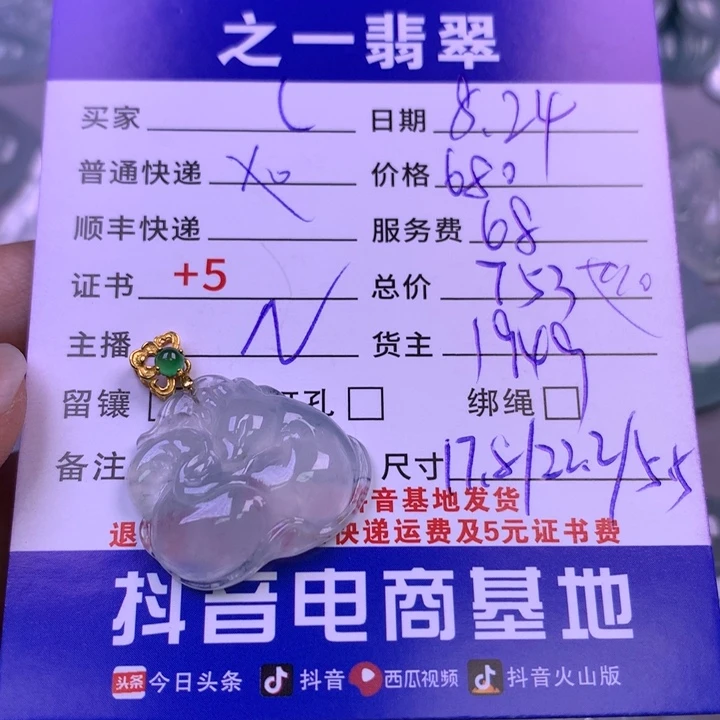 之一翡翠
买家 日期 8.24
普通快递 价格 680
顺丰快递 服务费 68
证书 +5 总价 753
主播 N 货主 1949
留镶 孔 绑绳
备注 尺寸 17.8/22.2/5.5
抖音基地发货
退 快递运费及5元证书费
抖音电商基地
头条 今日头条 抖音 西瓜视频 抖音火山版